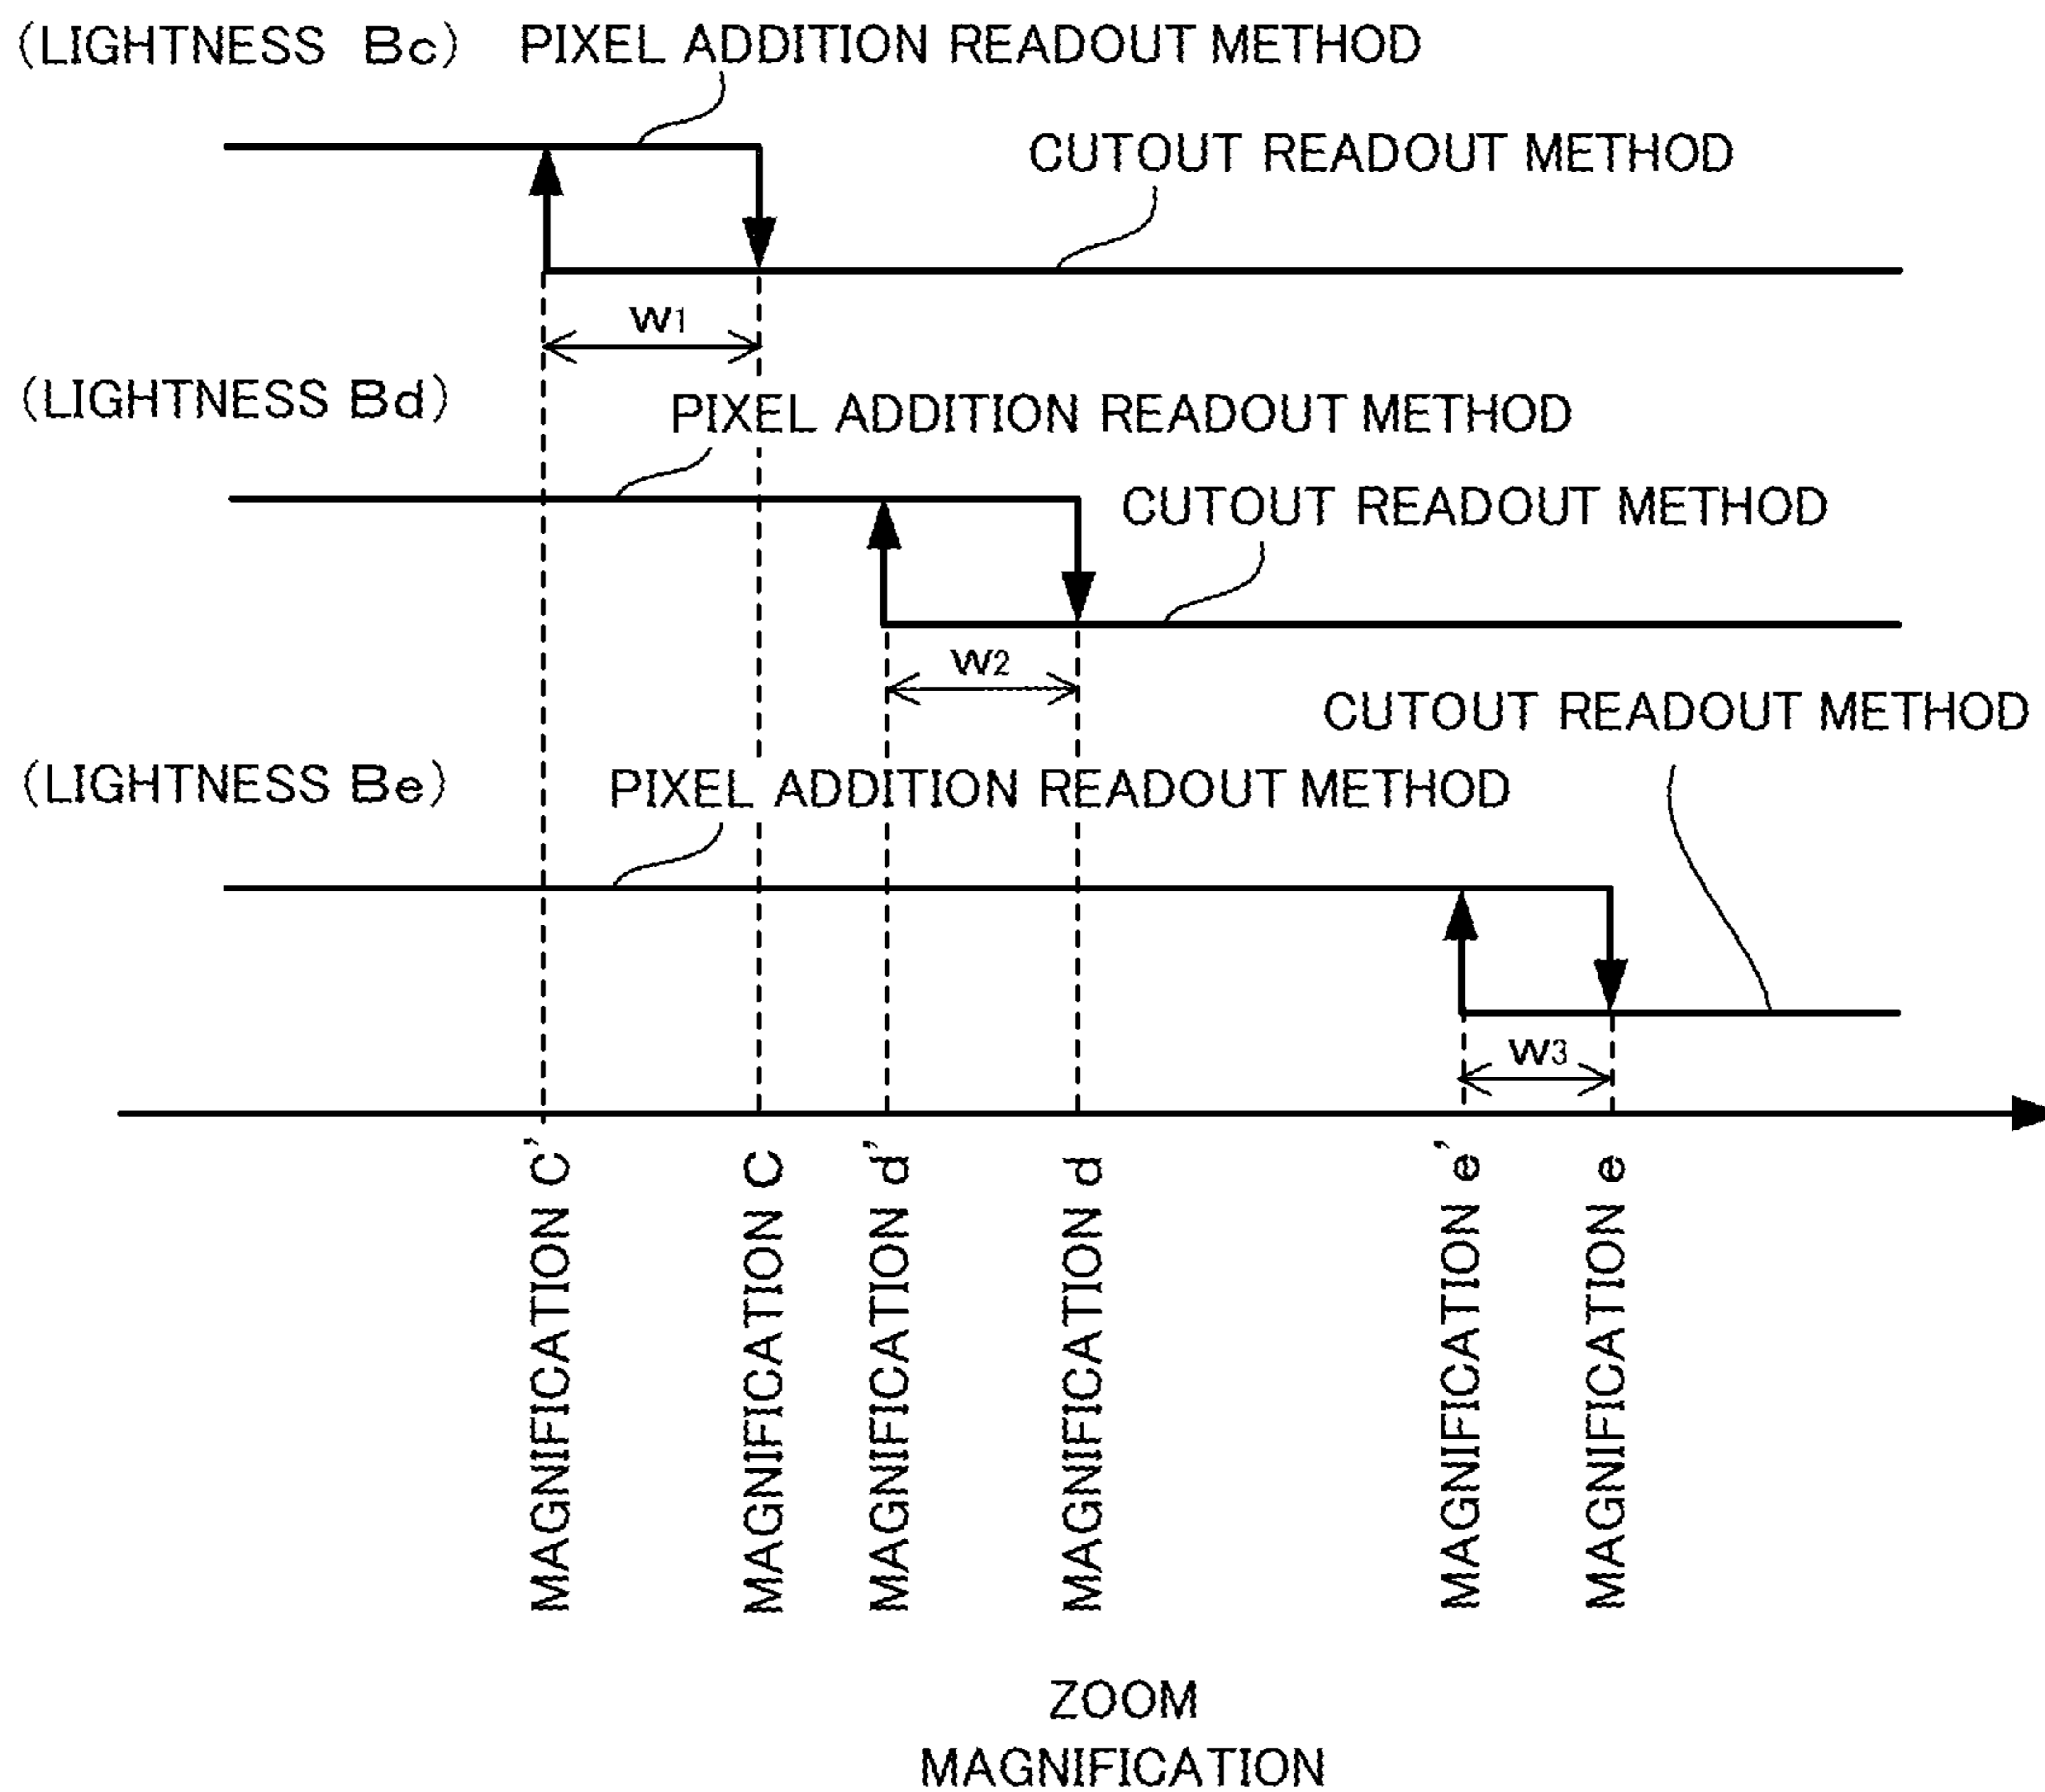 (LIGHTNESS Bc) PIXEL ADDITION READOUT METHOD
CUTOUT READOUT METHOD
W1
(LIGHTNESS Bd)
PIXEL ADDITION READOUT METHOD
CUTOUT READOUT METHOD
W2
CUTOUT READOUT METHOD
(LIGHTNESS Be)
PIXEL ADDITION READOUT METHOD
W3
MAGNIFICATION C'
MAGNIFICATION C
MAGNIFICATION d'
MAGNIFICATION d
MAGNIFICATION e'
MAGNIFICATION e
ZOOM
MAGNIFICATION